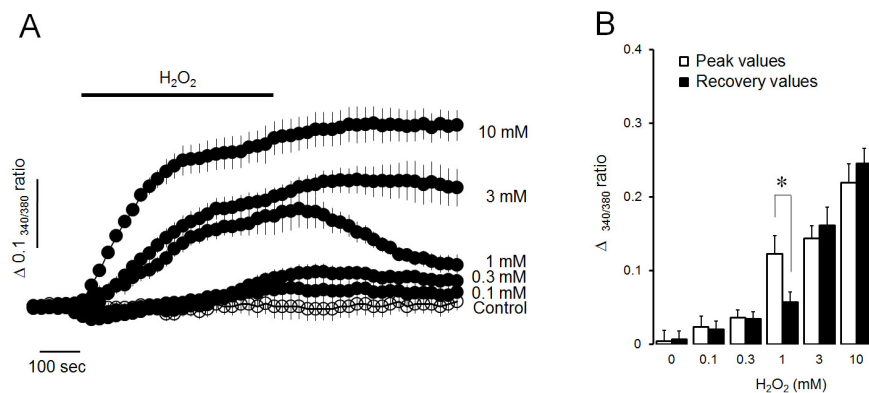 A
H₂O₂
10 mM
3 mM
1 mM
0.3 mM
0.1 mM
Control
Δ 0.1 340/380 ratio
100 sec
B
Δ 340/380 ratio
0.4
0.3
0.2
0.1
0
Peak values
Recovery values
*
0 0.1 0.3 1 3 10
H₂O₂ (mM)